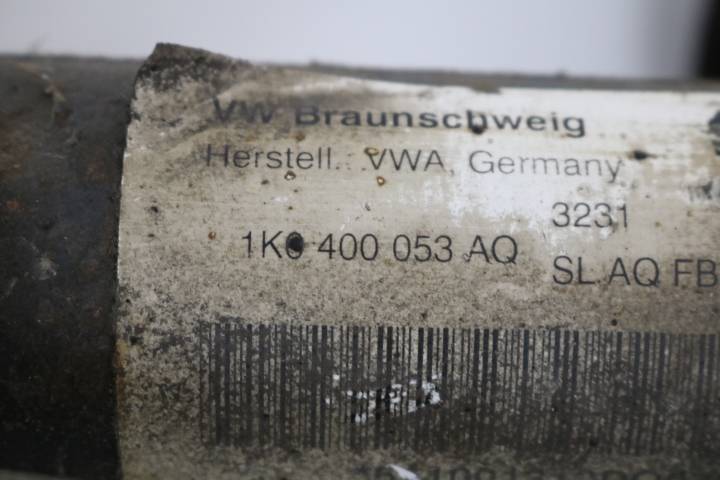 VW Braunschweig
Herstell.: VWA, Germany
3231
1K0 400 053 AQ
SL AQ FB